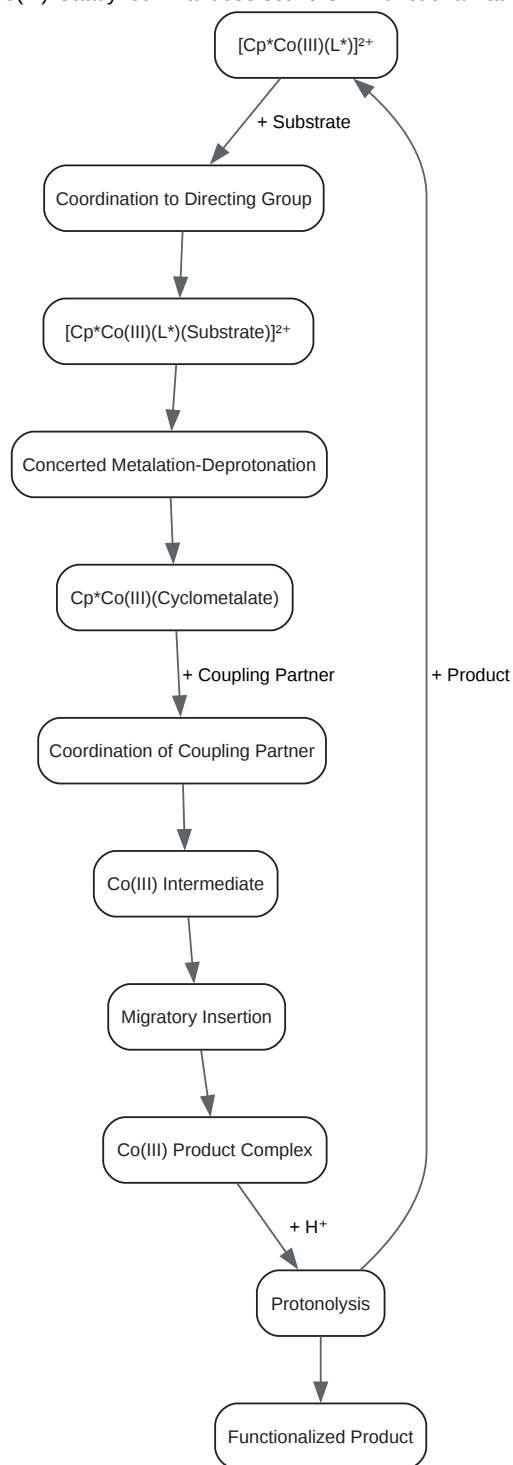 [Cp*Co(III)(L*)]²⁺
+ Substrate
Coordination to Directing Group
[Cp*Co(III)(L*)(Substrate)]²⁺
Concerted Metalation-Deprotonation
Cp*Co(III)(Cyclometalate)
+ Coupling Partner
+ Product
Coordination of Coupling Partner
Co(III) Intermediate
Migratory Insertion
Co(III) Product Complex
+ H⁺
Protonolysis
Functionalized Product